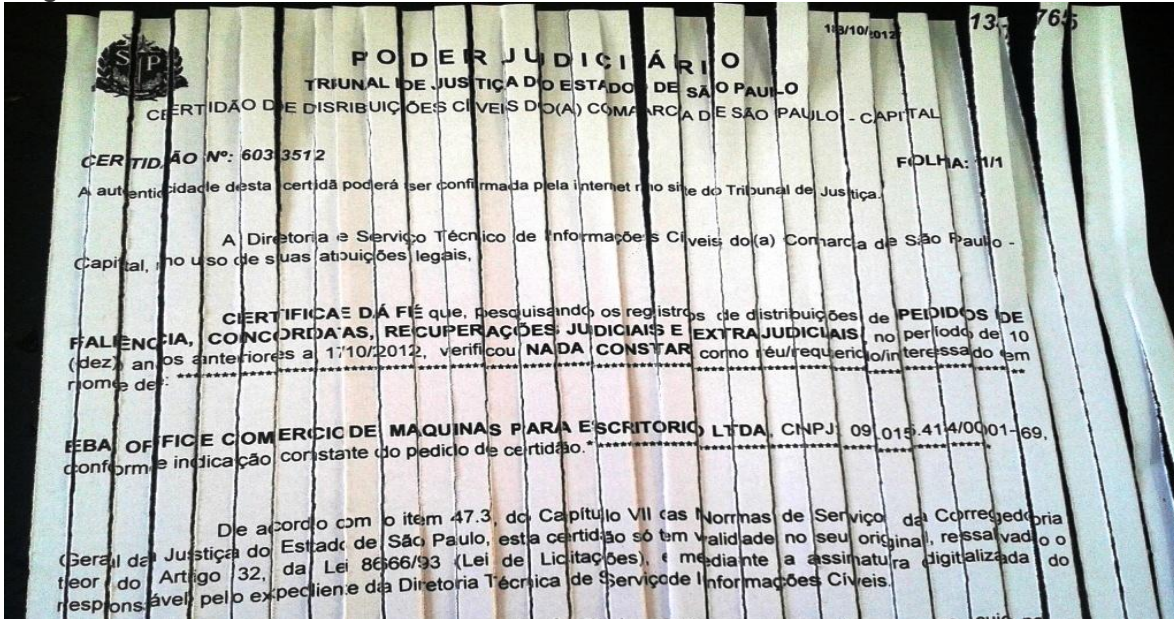 18/10/2012
S P
PODER JUDICIÁRIO
TRIUNAL DE JUSTIÇA DO ESTADO DE SÃO PAULO
CERTIDÃO DE DISRIBUIÇÕES CÍVEIS DO(A) COMARCA DE SÃO PAULO - CAPITAL
CERTIDÃO Nº: 6033512
FOLHA: 1/1
A autenticidade desta certidã poderá ser confirmada pela internet no site do Tribunal de Justiça.
A Diretoria e Serviço Técnico de Informações Cíveis do(a) Comarca de São Paulo -
Capital, no uso de suas atbuições legais,
CERTIFICA E DÁ FÉ que, pesquisando os registros de distribuições de PEDIDOS DE
FALÊNCIA, CONCORDATAS, RECUPERAÇÕES JUDICIAIS E EXTRAJUDICIAIS, no período de 10
(dez) anos anteriores a 17/10/2012, verificou NADA CONSTAR como réu/requerido/interessado em
nome de:
EBA OFFICE COMERCIO DE MAQUINAS PARA ESCRITORIO LTDA, CNPJ: 09.015.414/0001-69,
conforme indicação constante do pedido de certidão.
De acordo com o item 47.3, do Capítulo VII das Normas de Serviço da Corregedoria
Geral da Justiça do Estado de São Paulo, esta certidão só tem validade no seu original, ressalvado o
teor do Artigo 32, da Lei 8666/93 (Lei de Licitações), e mediante a assinatura digitalizada do
responsável pelo expediente da Diretoria Técnica de Serviço de Informações Cíveis.